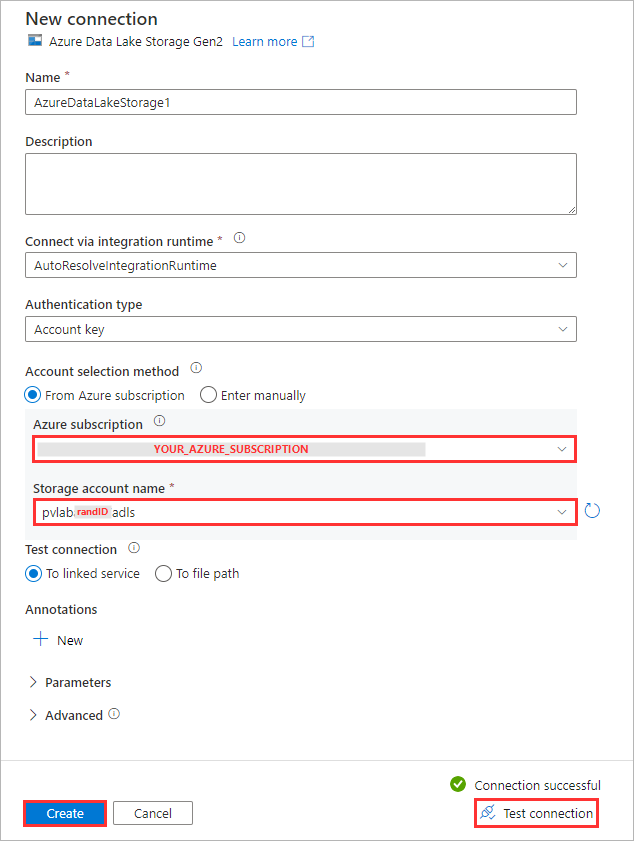 New connection
Azure Data Lake Storage Gen2 Learn more
Name *
AzureDataLakeStorage1
Description
Connect via integration runtime *
AutoResolveIntegrationRuntime
Authentication type
Account key
Account selection method
From Azure subscription Enter manually
Azure subscription
YOUR_AZURE_SUBSCRIPTION
Storage account name *
pvlab randID adls
Test connection
To linked service To file path
Annotations
New
Parameters
Advanced
Connection successful
Create Cancel Test connection